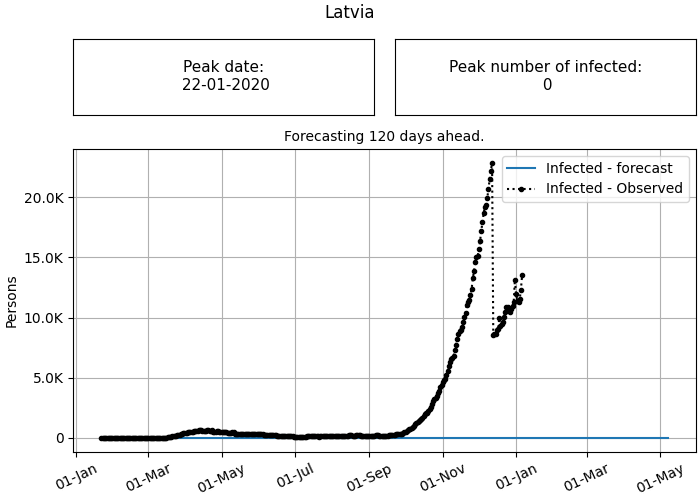 Latvia
Peak date:
22-01-2020
Peak number of infected:
0
Forecasting 120 days ahead.
Infected - forecast
Infected - Observed
Persons
20.0K
15.0K
10.0K
5.0K
0
01-Jan
01-Mar
01-May
01-Jul
01-Sep
01-Nov
01-Jan
01-Mar
01-May